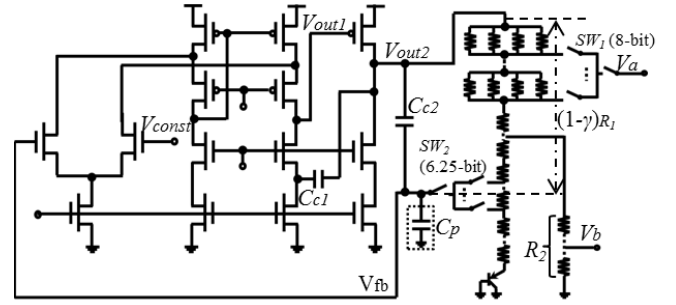 Vout1
Vout2
SW1 (8-bit)
Va
Vconst
Cc2
(1-γ)R1
SW2
(6.25-bit)
Cc1
Cp
R2
Vb
Vfb